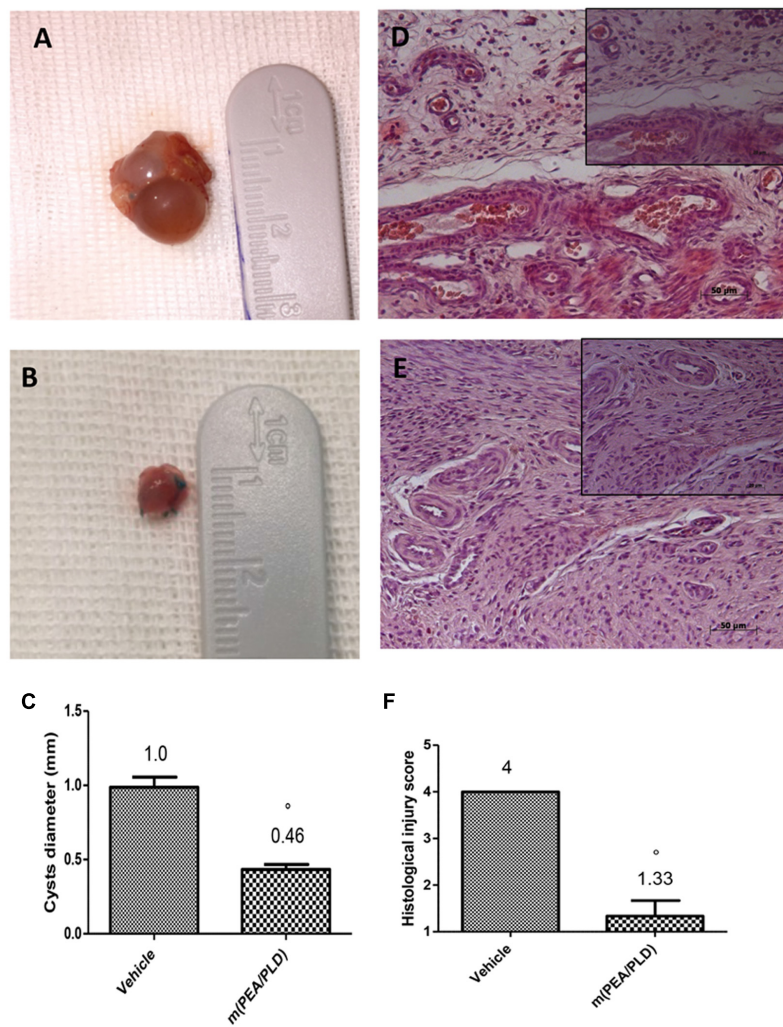 A
1cm
1
2
3
D
50 µm
B
1cm
1
2
E
50 µm
C
Cysts diameter (mm)
1.5
1.0
0.5
0.0
1.0
°
0.46
Vehicle
m(PEA/PLD)
F
Histological injury score
5
4
3
2
1
4
°
1.33
Vehicle
m(PEA/PLD)